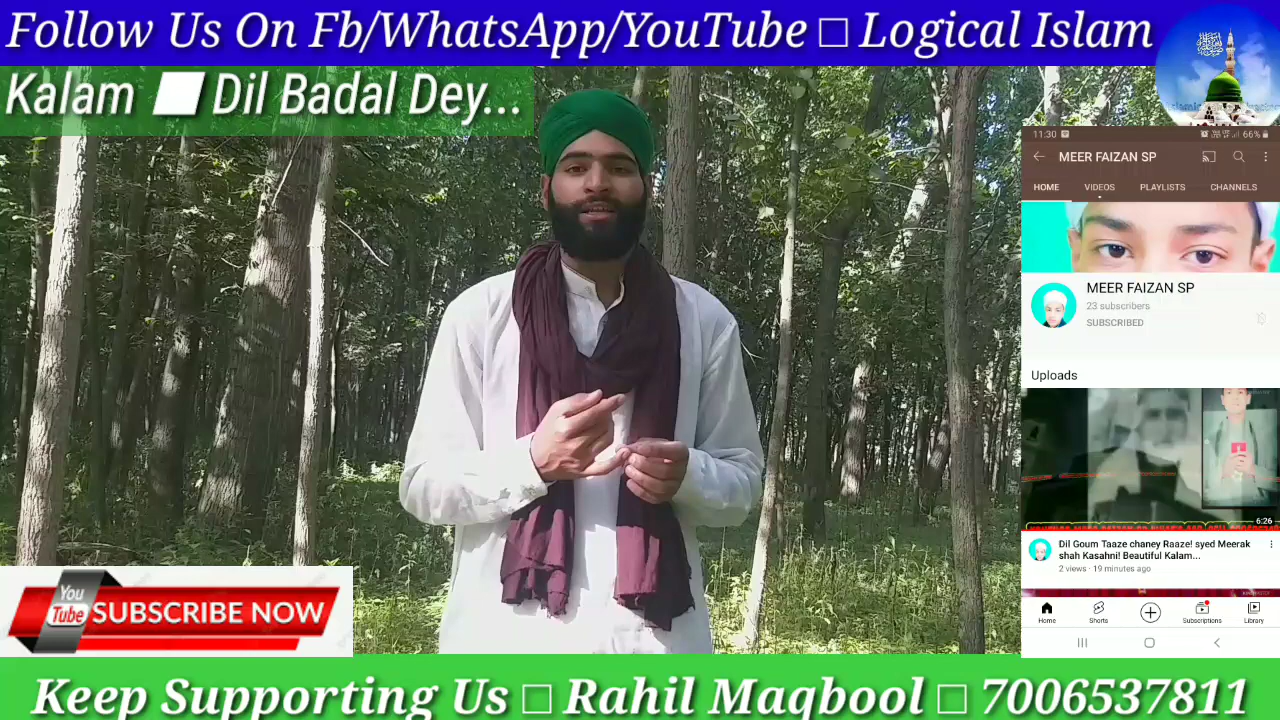 Follow Us On Fb/WhatsApp/YouTube □ Logical Islam
Kalam ■ Dil Badal Dey...
11:30
66%
MEER FAIZAN SP
HOME VIDEOS PLAYLISTS CHANNELS
MEER FAIZAN SP
23 subscribers
SUBSCRIBED
Uploads
6:26
Dil Goum Taaze chaney Raaze! syed Meerak
shah Kasahni! Beautiful Kalam...
2 views · 19 minutes ago
Home Shorts Subscriptions Library
You
Tube SUBSCRIBE NOW
Keep Supporting Us □ Rahil Maqbool □ 7006537811